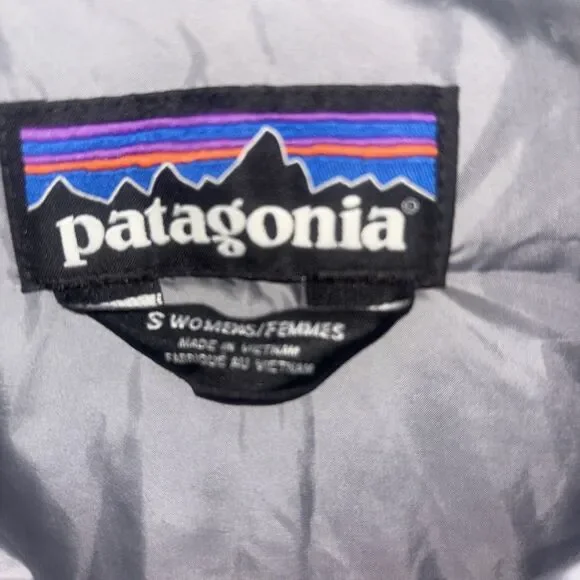 patagonia®
S WOMENS/FEMMES
MADE IN VIETNAM
FABRIQUÉ AU VIETNAM